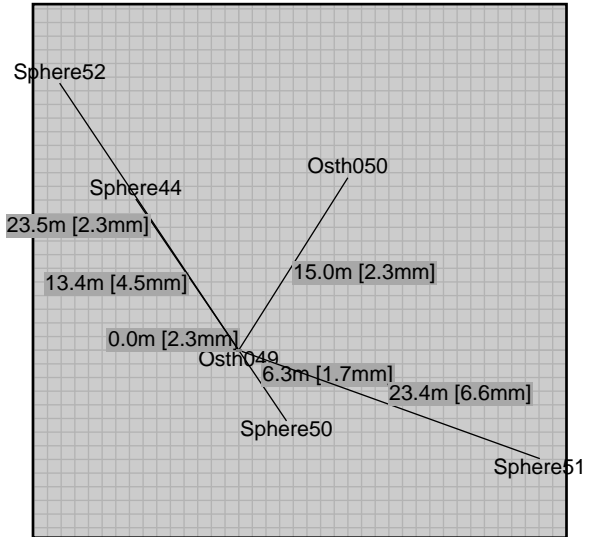 Sphere52
Osth050
Sphere44
23.5m [2.3mm]
15.0m [2.3mm]
13.4m [4.5mm]
0.0m [2.3mm]
Osth049
6.3m [1.7mm]
23.4m [6.6mm]
Sphere50
Sphere51